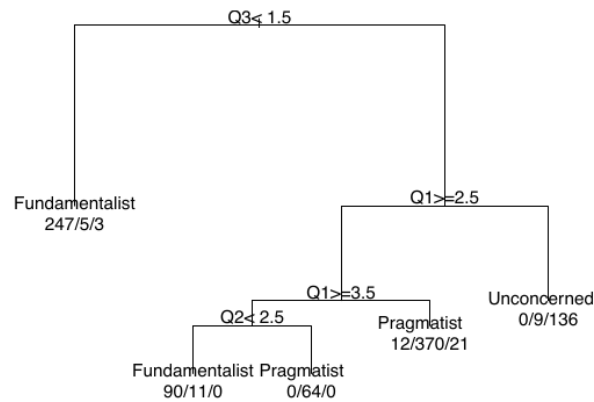 Q3< 1.5
Fundamentalist
247/5/3
Q1>=2.5
Q1>=3.5
Unconcerned
0/9/136
Q2< 2.5
Pragmatist
12/370/21
Fundamentalist
90/11/0
Pragmatist
0/64/0